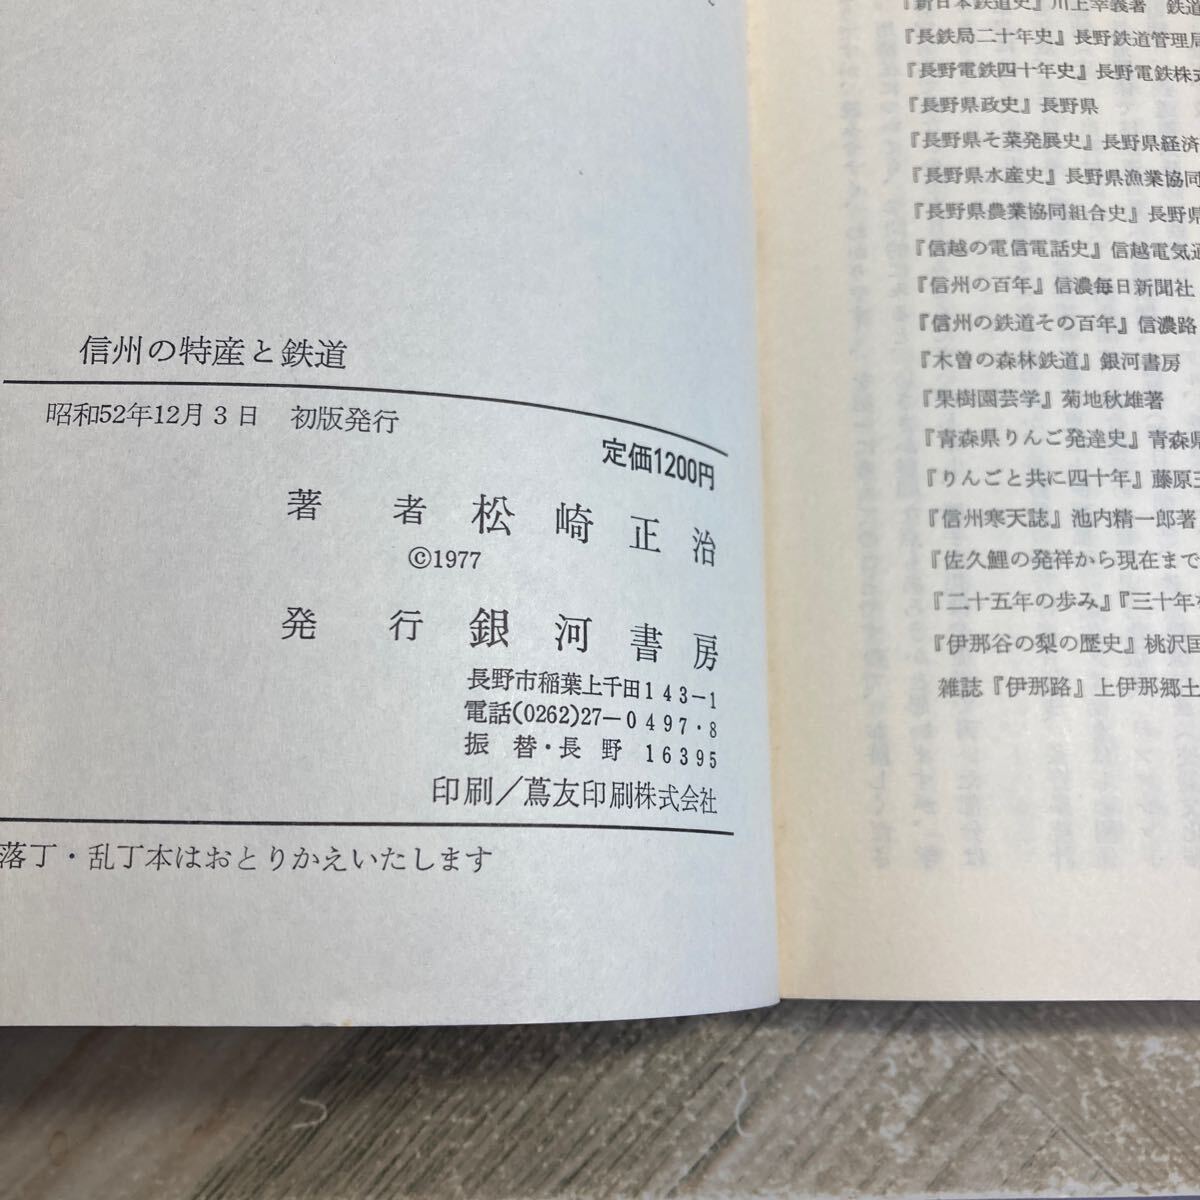 信州の特産と鉄道
昭和52年12月3日 初版発行
定価1200円
著者 松崎正治
©1977
発行 銀河書房
長野市稲葉上千田143-1
電話(0262)27-0497・8
振替・長野 16395
印刷/蔦友印刷株式会社
落丁・乱丁本はおとりかえいたします
『新日本鉄道史』川上幸義著 鉄道
『長鉄局二十年史』長野鉄道管理局
『長野電鉄四十年史』長野電鉄株式
『長野県政史』長野県
『長野県そ菜発展史』長野県経済
『長野県水産史』長野県漁業協同
『長野県農業協同組合史』長野県
『信越の電信電話史』信越電気通
『信州の百年』信濃毎日新聞社
『信州の鉄道その百年』信濃路
『木曽の森林鉄道』銀河書房
『果樹園芸学』菊地秋雄著
『青森県りんご発達史』青森県
『りんごと共に四十年』藤原玉
『信州寒天誌』池内精一郎著
『佐久鯉の発祥から現在まで
『二十五年の歩み』『三十年を
『伊那谷の梨の歴史』桃沢匡
雑誌『伊那路』上伊那郷土